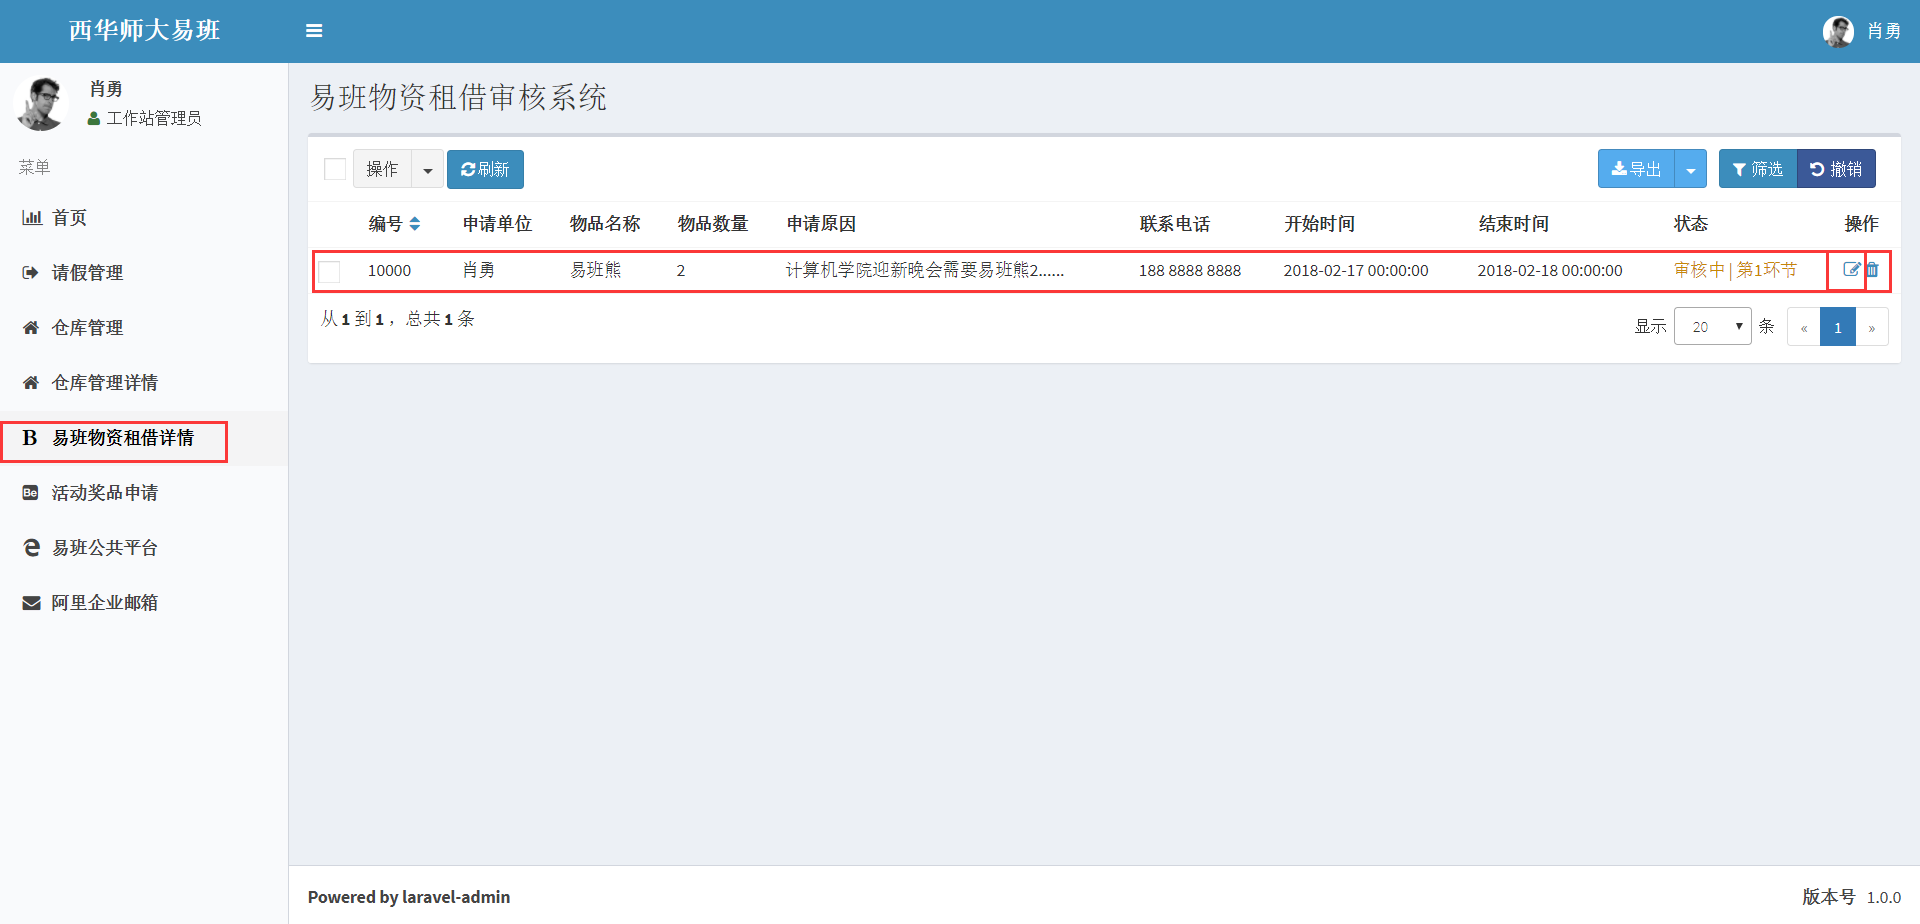 西华师大易班
肖勇
肖勇
工作站管理员
菜单
首页
请假管理
仓库管理
仓库管理详情
B 易班物资租借详情
活动奖品申请
易班公共平台
阿里企业邮箱
易班物资租借审核系统
操作 刷新 导出 筛选 撤销
编号 申请单位 物品名称 物品数量 申请原因 联系电话 开始时间 结束时间 状态 操作
10000 肖勇 易班熊 2 计算机学院迎新晚会需要易班熊2...... 188 8888 8888 2018-02-17 00:00:00 2018-02-18 00:00:00 审核中 | 第1环节
从 1 到 1 ，总共 1 条
显示 20 条 « 1 »
Powered by laravel-admin
版本号 1.0.0